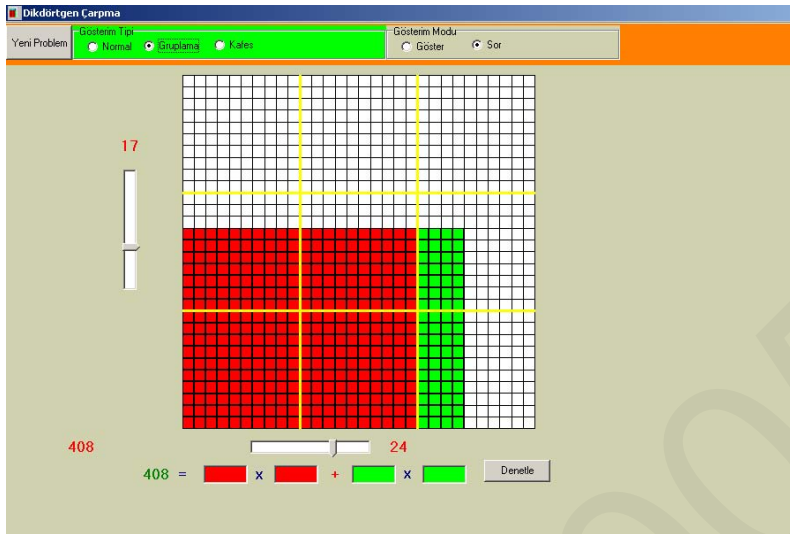 Dikdörtgen Çarpma
Yeni Problem
Gösterim Tipi
Normal Gruplama Kafes
Gösterim Modu
Göster Sor
17
408 24
408 = x + x Denetle